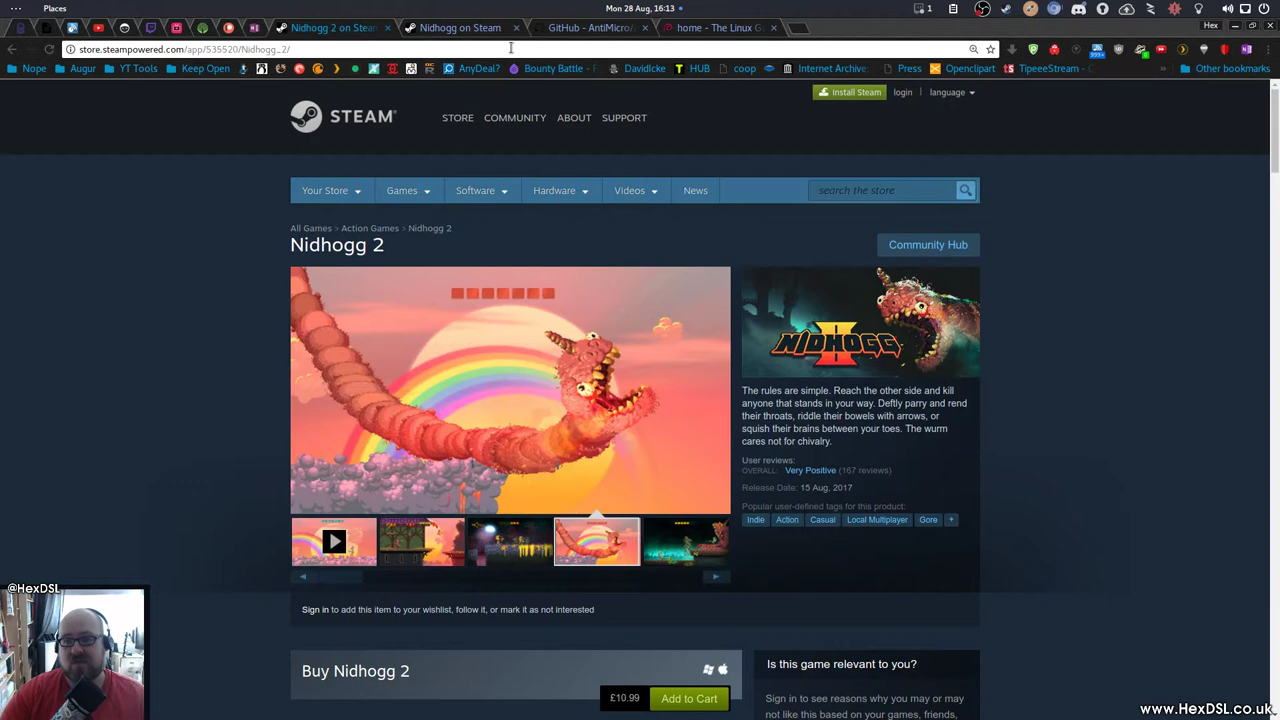 Places
Mon 28 Aug, 16:13
1
Nidhogg 2 on Stea
Nidhogg on Steam
GitHub - AntiMicro/
home - The Linux G
Hex
store.steampowered.com/app/535520/Nidhogg_2/
Nope
Augur
YT Tools
Keep Open
AnyDeal?
Bounty Battle -
DavidIcke
HUB
coop
Internet Archive:
Press
Openclipart
TipeeeStream -
Other bookmarks
Install Steam
login
language
STEAM
STORE
COMMUNITY
ABOUT
SUPPORT
Your Store
Games
Software
Hardware
Videos
News
search the store
All Games > Action Games > Nidhogg 2
Nidhogg 2
Community Hub
NIDHOGG
II
The rules are simple. Reach the other side and kill
anyone that stands in your way. Deftly parry and rend
their throats, riddle their bowels with arrows, or
squish their brains between your toes. The wurm
cares not for chivalry.
User reviews:
OVERALL: Very Positive (167 reviews)
Release Date: 15 Aug, 2017
Popular user-defined tags for this product:
Indie
Action
Casual
Local Multiplayer
Gore
+
@HexDSL
Sign in to add this item to your wishlist, follow it, or mark it as not interested
Buy Nidhogg 2
£10.99
Add to Cart
Is this game relevant to you?
Sign in to see reasons why you may or may
not like this based on your games, friends,
www.HexDSL.co.uk